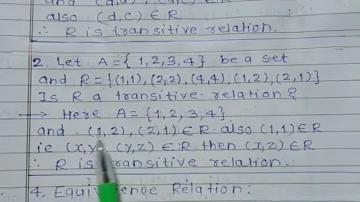 and (d,a) ∈ R
also (d,c) ∈ R
∴ R is transitive relation.
2. Let A = { 1, 2, 3, 4 } be a set
and R = {(1,1), (2,2), (4,4), (1,2), (2,1)}
Is R a transitive relation?
→ Here A = {1, 2, 3, 4}
and (1,2), (2,1) ∈ R also (1,1) ∈ R
ie (x,y) (y,z) ∈ R then (x,z) ∈ R
∴ R is transitive relation.
4. Equivalence Relation: